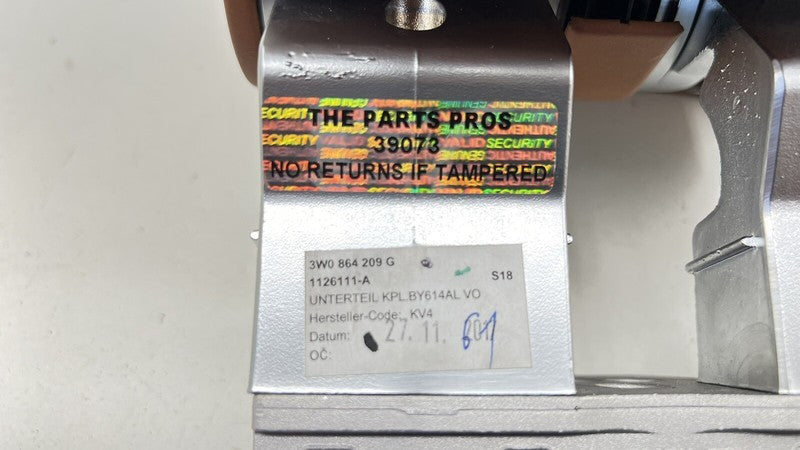 THE PARTS PROS
39073
NO RETURNS IF TAMPERED
3W0 864 209 G
1126111-A S18
UNTERTEIL KPL.BY614AL VO
Hersteller-Code: KV4
Datum: 27. 11.
OČ: